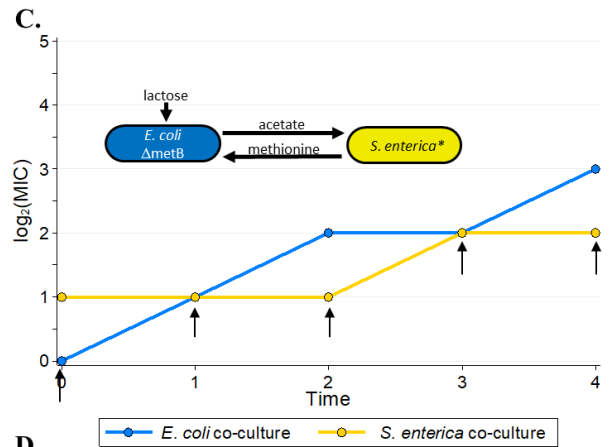 C.
5
4
lactose
E. coli
ΔmetB
acetate
methionine
S. enterica*
3
log₂(MIC)
2
1
0
0 1 2 3 4
Time
E. coli co-culture S. enterica co-culture
D.